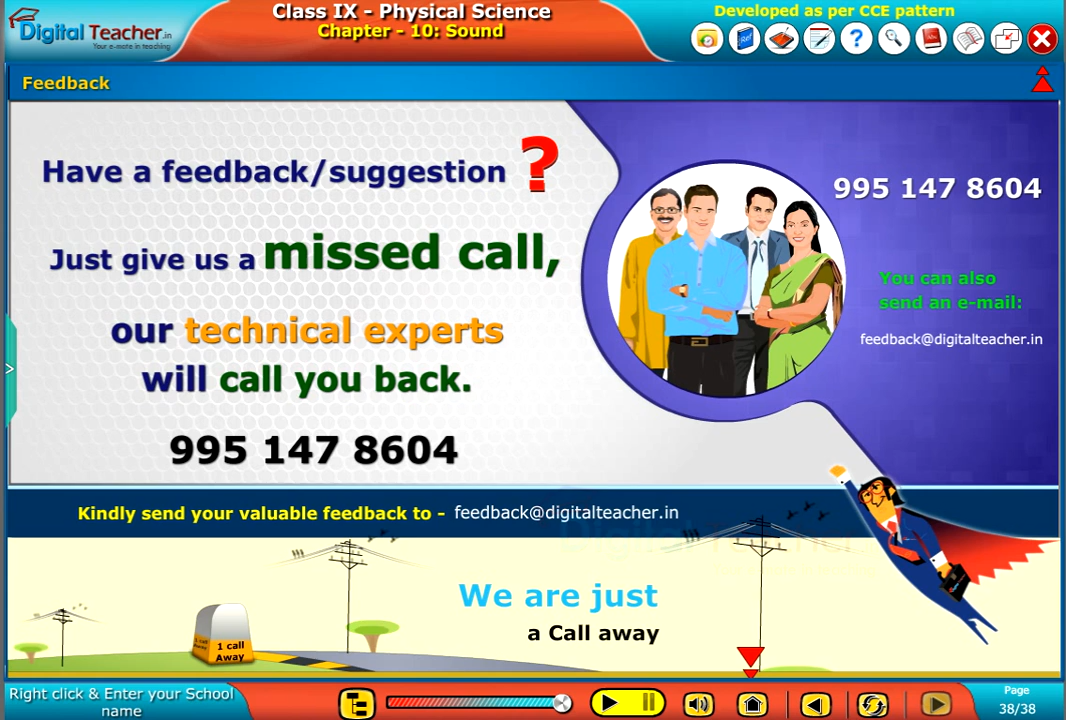 Digital Teacher.in
Your e-mate in teaching
Class IX - Physical Science
Chapter - 10: Sound
Developed as per CCE pattern
Feedback
Have a feedback/suggestion ?
Just give us a missed call,
our technical experts
will call you back.
995 147 8604
995 147 8604
You can also
send an e-mail:
feedback@digitalteacher.in
Kindly send your valuable feedback to - feedback@digitalteacher.in
We are just
a Call away
1 call
Away
Right click & Enter your School
name
Page
38/38